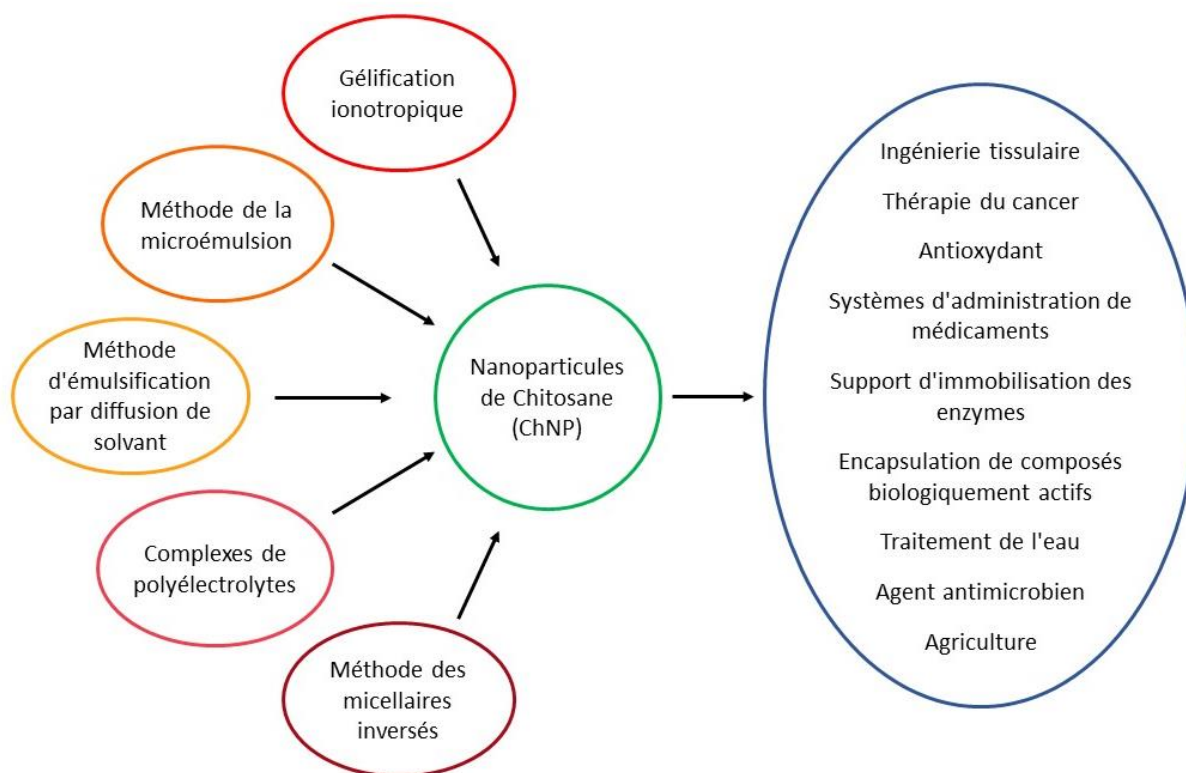 Gélification
ionotropique
Méthode de la
microémulsion
Méthode
d'émulsification
par diffusion de
solvant
Complexes de
polyélectrolytes
Méthode des
micellaires
inversés
Nanoparticules
de Chitosane
(ChNP)
Ingénierie tissulaire
Thérapie du cancer
Antioxydant
Systèmes d'administration de
médicaments
Support d'immobilisation des
enzymes
Encapsulation de composés
biologiquement actifs
Traitement de l'eau
Agent antimicrobien
Agriculture